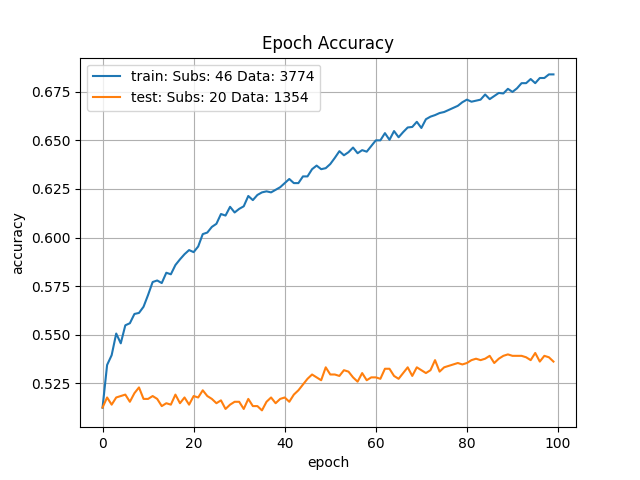 Epoch Accuracy
train: Subs: 46 Data: 3774
test: Subs: 20 Data: 1354
accuracy
0.675
0.650
0.625
0.600
0.575
0.550
0.525
0 20 40 60 80 100
epoch